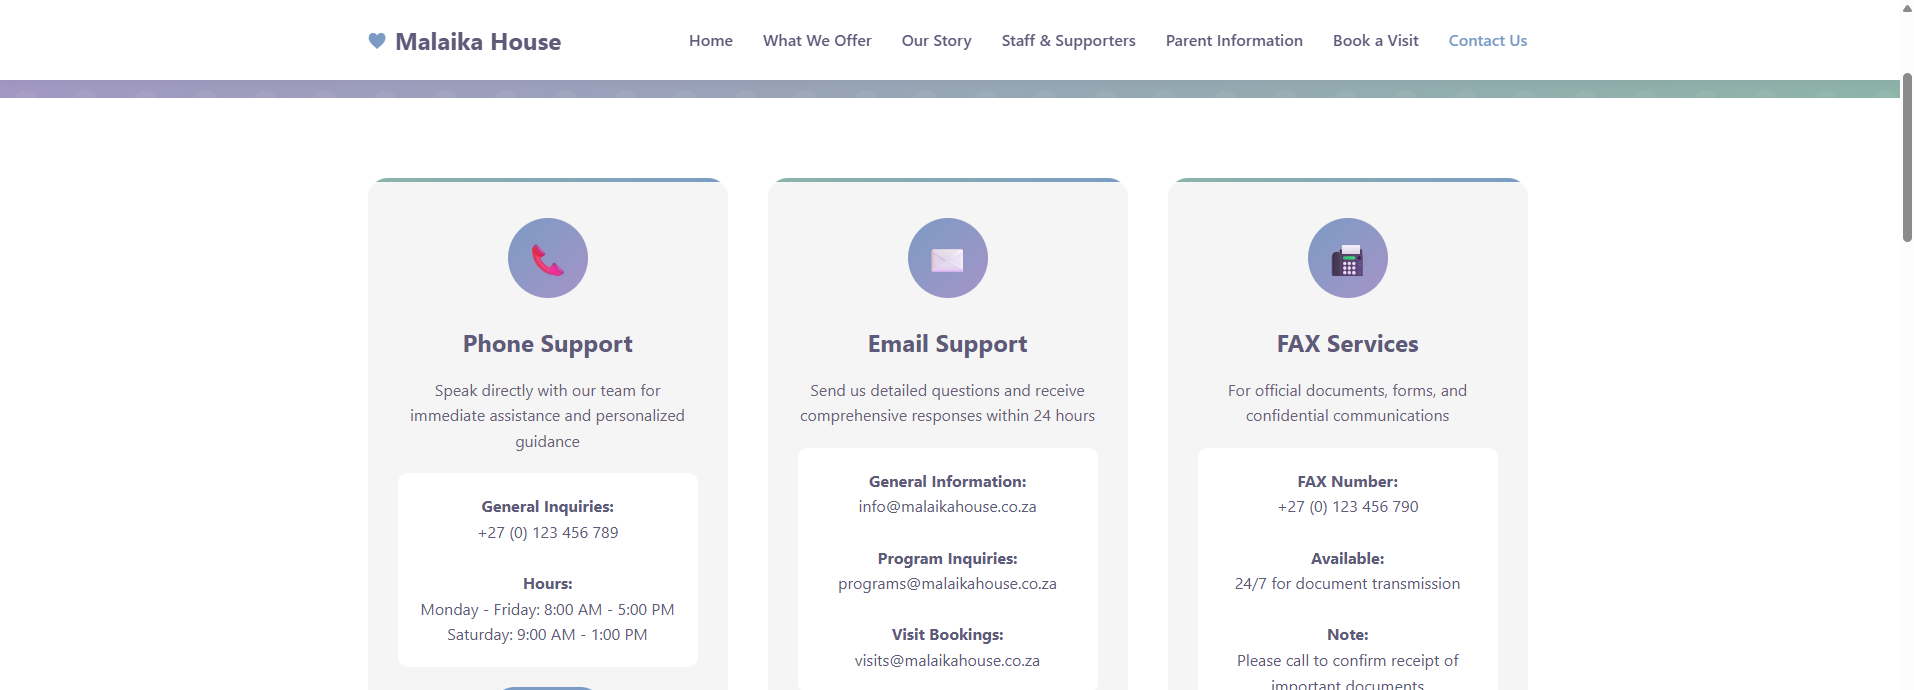 Malaika House
Home What We Offer Our Story Staff & Supporters Parent Information Book a Visit Contact Us
Phone Support
Speak directly with our team for
immediate assistance and personalized
guidance
General Inquiries:
+27 (0) 123 456 789
Hours:
Monday - Friday: 8:00 AM - 5:00 PM
Saturday: 9:00 AM - 1:00 PM
Email Support
Send us detailed questions and receive
comprehensive responses within 24 hours
General Information:
info@malaikahouse.co.za
Program Inquiries:
programs@malaikahouse.co.za
Visit Bookings:
visits@malaikahouse.co.za
FAX Services
For official documents, forms, and
confidential communications
FAX Number:
+27 (0) 123 456 790
Available:
24/7 for document transmission
Note:
Please call to confirm receipt of
important documents